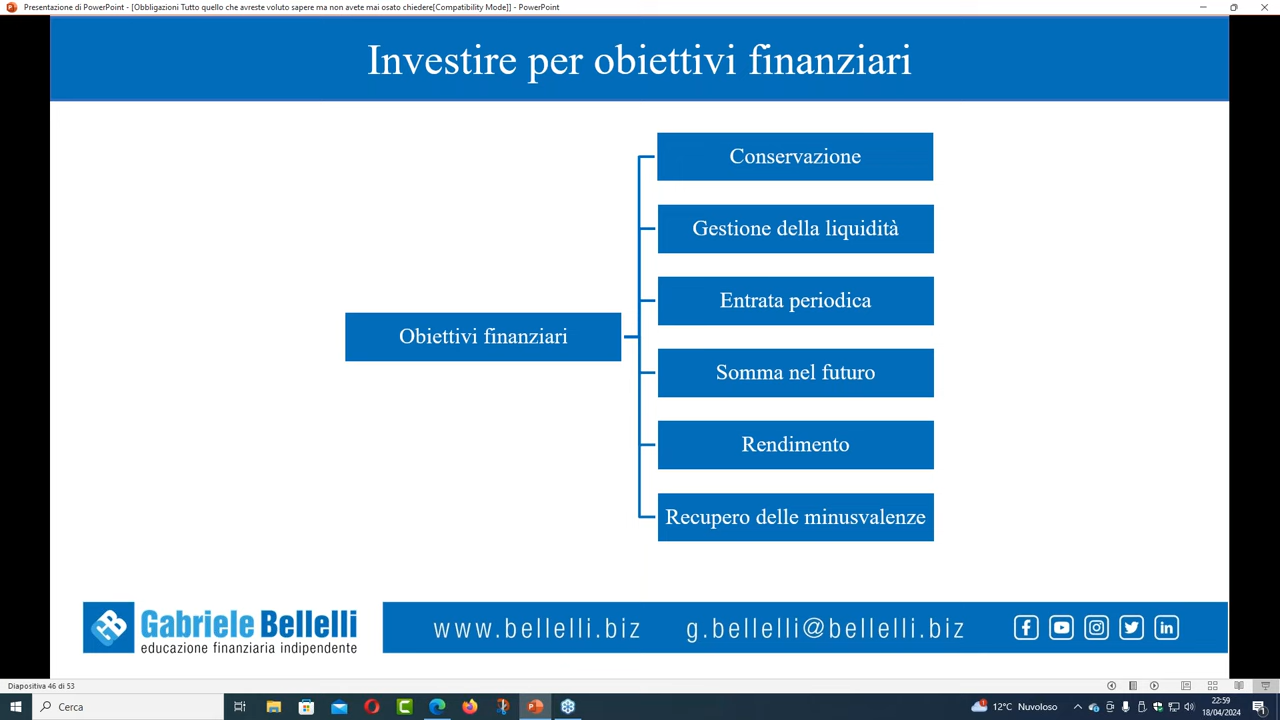 Presentazione di PowerPoint - [Obbligazioni Tutto quello che avreste voluto sapere ma non avete mai osato chiedere[Compatibility Mode]] - PowerPoint
Investire per obiettivi finanziari
Conservazione
Gestione della liquidità
Entrata periodica
Obiettivi finanziari
Somma nel futuro
Rendimento
Recupero delle minusvalenze
Gabriele Bellelli
educazione finanziaria indipendente
www.bellelli.biz g.bellelli@bellelli.biz
Diapositiva 46 di 53
Cerca
12°C Nuvoloso
22:59
18/04/2024